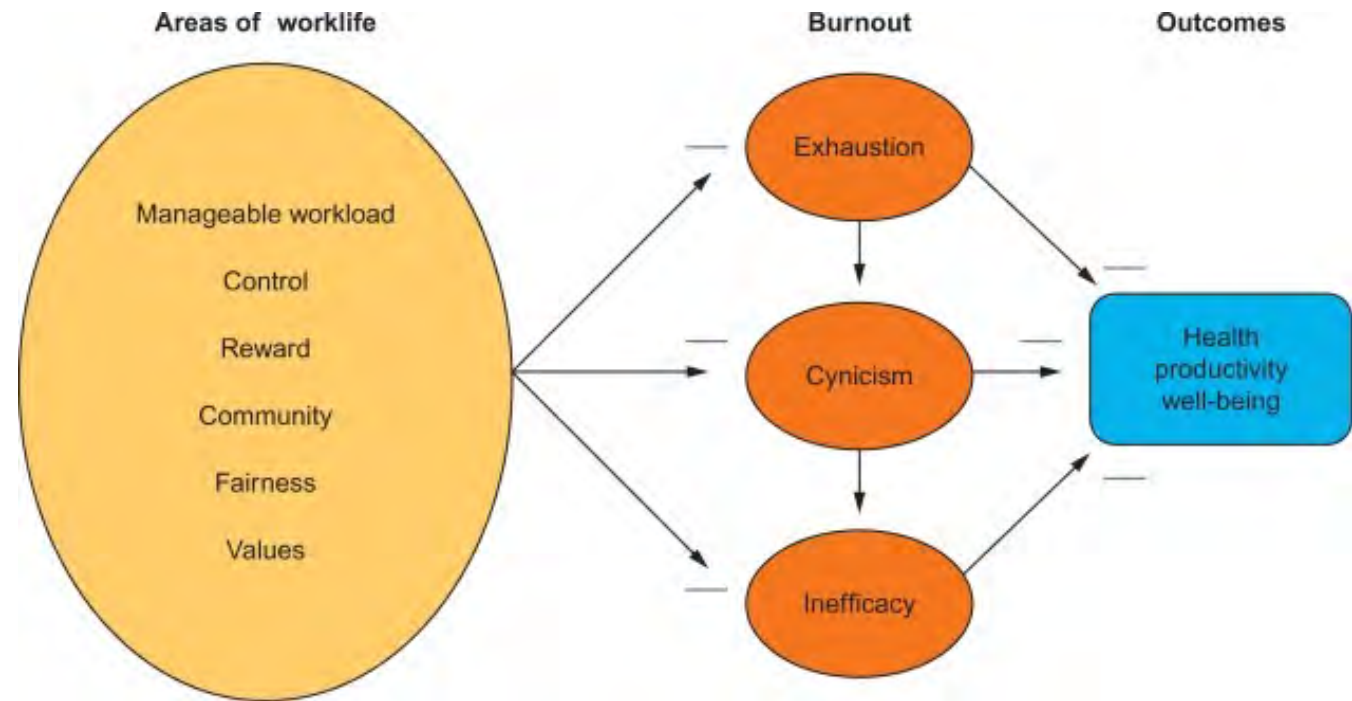 Areas of worklife
Burnout
Outcomes
Manageable workload
Control
Reward
Community
Fairness
Values
Exhaustion
Cynicism
Inefficacy
Health
productivity
well-being